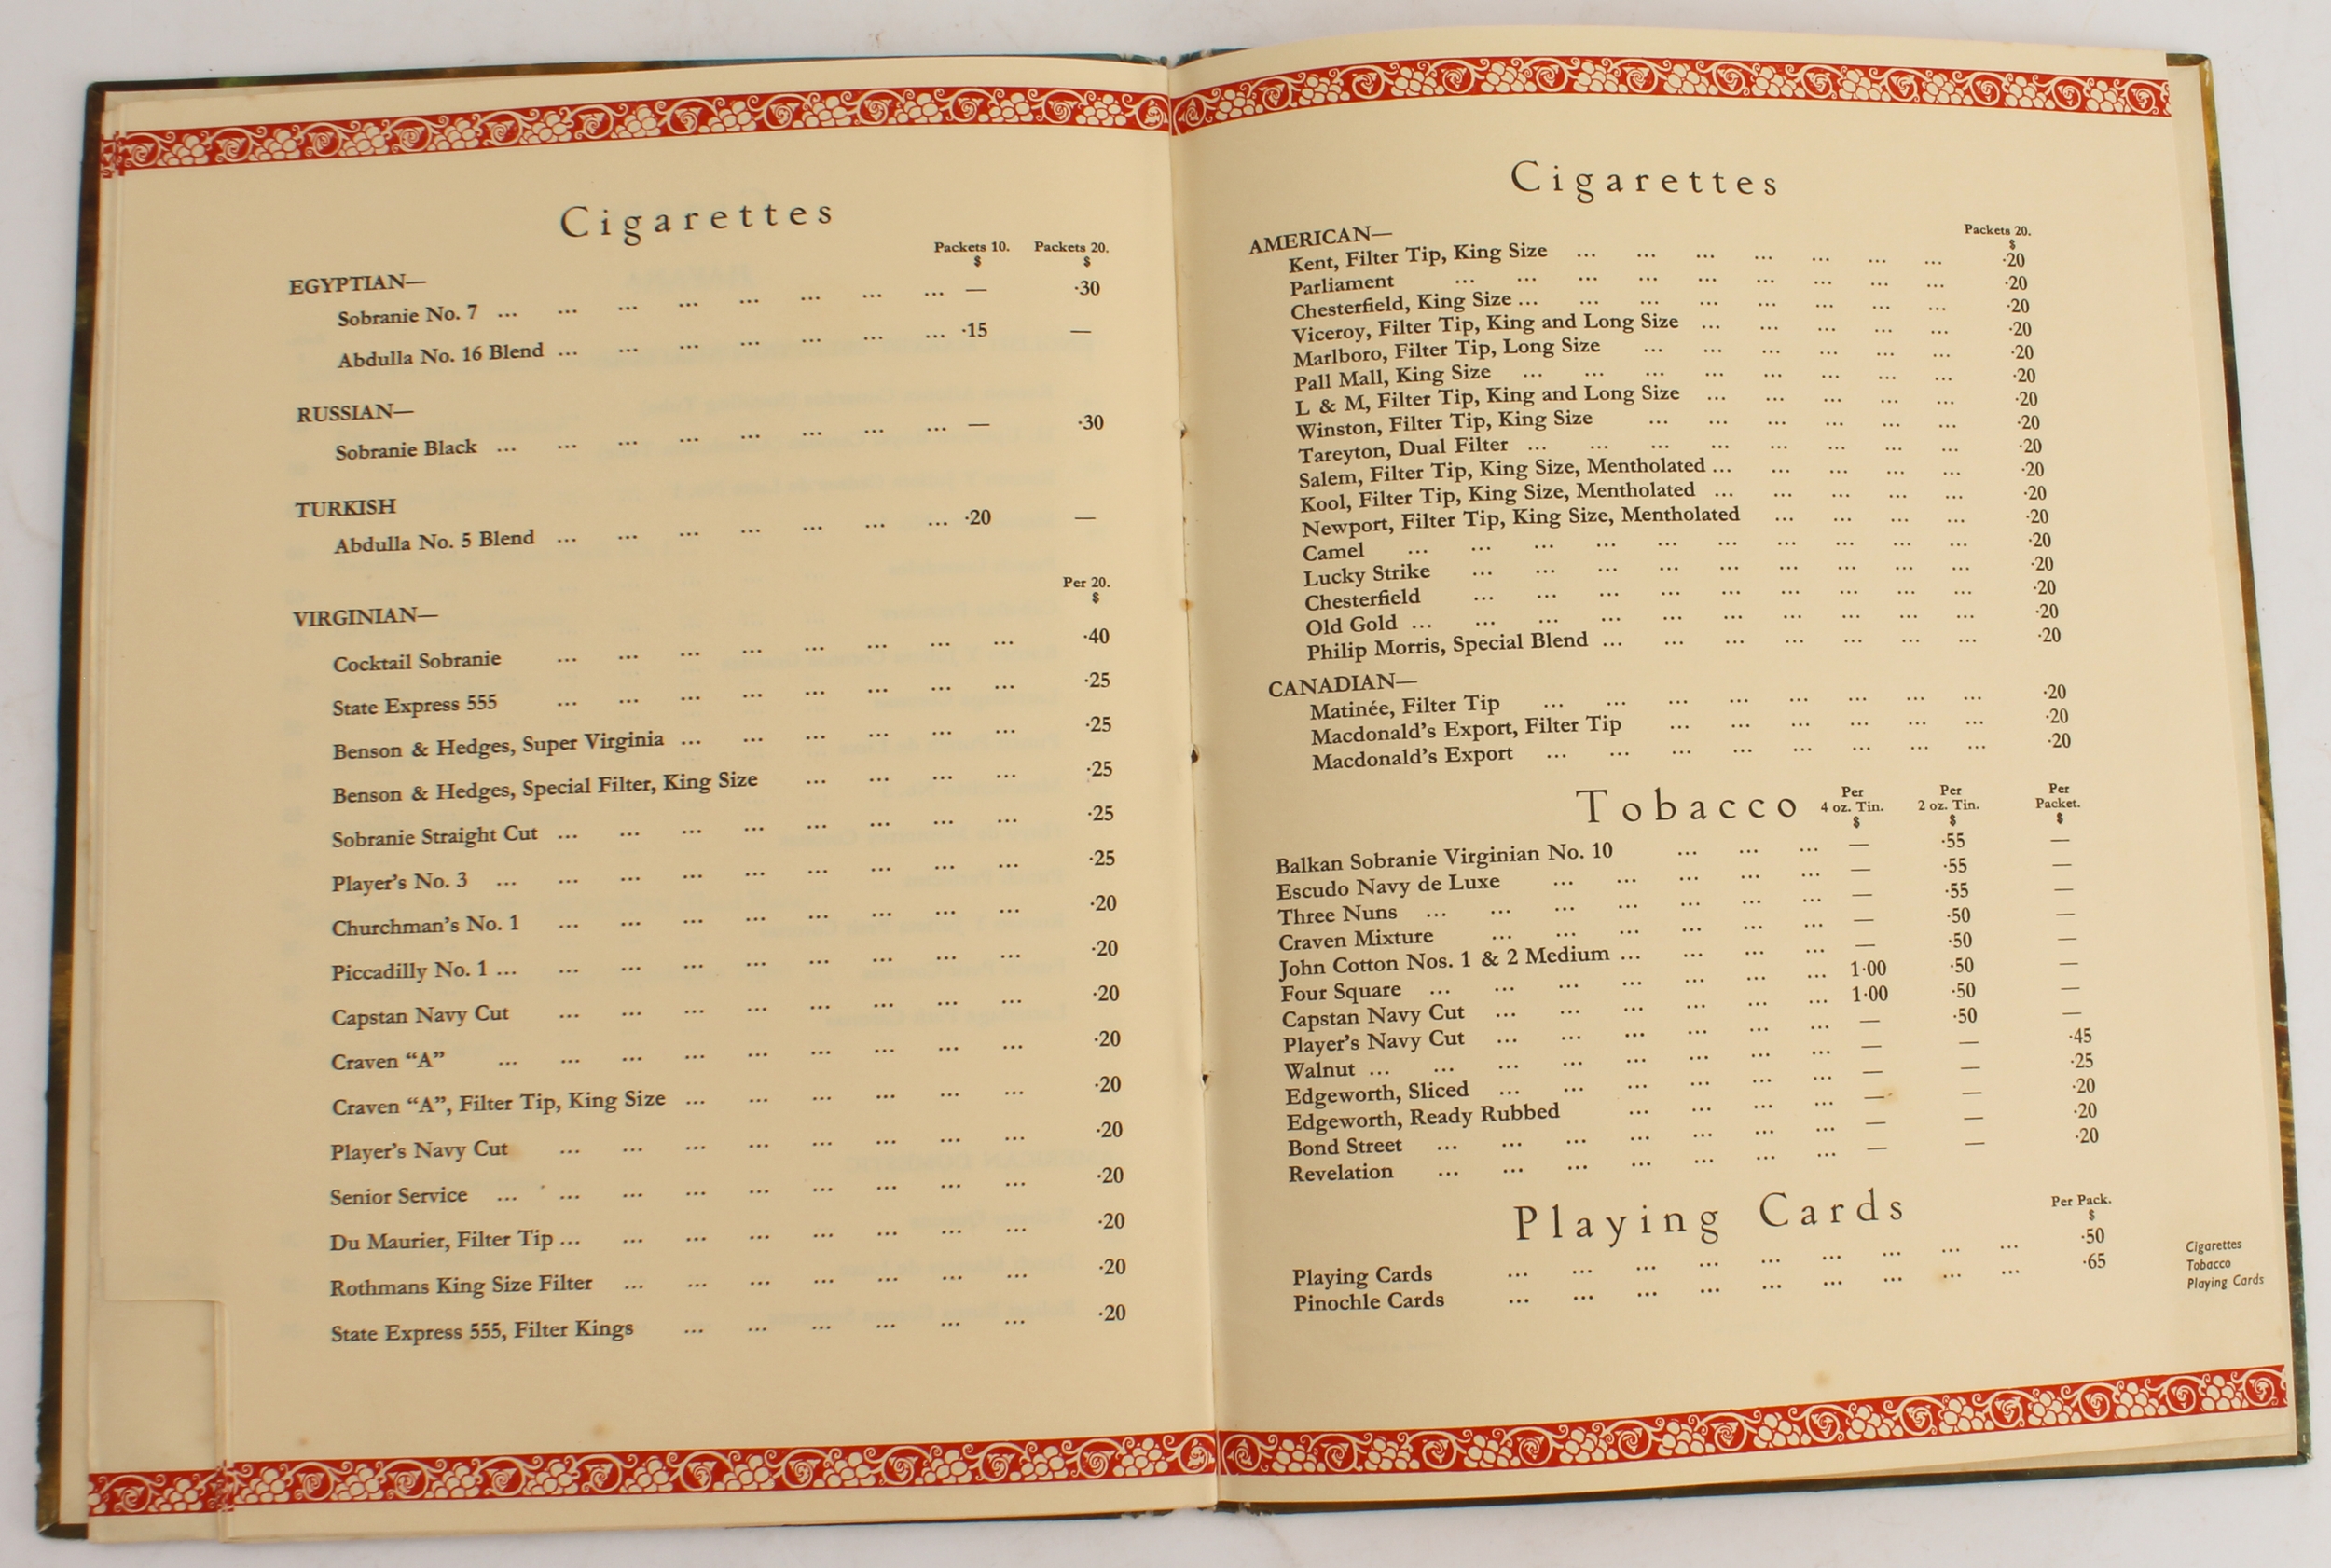 Cigarettes
Packets 10. Packets 20.
$ $
EGYPTIAN—
Sobranie No. 7 ... ... ... ... ... ... ... ... — ·30
Abdulla No. 16 Blend ... ... ... ... ... ... ... ·15 —
RUSSIAN—
Sobranie Black ... ... ... ... ... ... ... ... — ·30
TURKISH
Abdulla No. 5 Blend ... ... ... ... ... ... ... ·20 —
Per 20.
$
VIRGINIAN—
Cocktail Sobranie ... ... ... ... ... ... ... ... ·40
State Express 555 ... ... ... ... ... ... ... ... ·25
Benson & Hedges, Super Virginia ... ... ... ... ... ... ·25
Benson & Hedges, Special Filter, King Size ... ... ... ... ·25
Sobranie Straight Cut ... ... ... ... ... ... ... ... ·25
Player's No. 3 ... ... ... ... ... ... ... ... ... ·25
Churchman's No. 1 ... ... ... ... ... ... ... ... ·20
Piccadilly No. 1 ... ... ... ... ... ... ... ... ... ·20
Capstan Navy Cut ... ... ... ... ... ... ... ... ·20
Craven “A” ... ... ... ... ... ... ... ... ... ·20
Craven “A”, Filter Tip, King Size ... ... ... ... ... ... ·20
Player's Navy Cut ... ... ... ... ... ... ... ... ·20
Senior Service ... ... ... ... ... ... ... ... ... ·20
Du Maurier, Filter Tip ... ... ... ... ... ... ... ... ·20
Rothmans King Size Filter ... ... ... ... ... ... ... ·20
State Express 555, Filter Kings ... ... ... ... ... ... ·20
Cigarettes
AMERICAN— Packets 20.
$
Kent, Filter Tip, King Size ... ... ... ... ... ... ... ·20
Parliament ... ... ... ... ... ... ... ... ... ·20
Chesterfield, King Size ... ... ... ... ... ... ... ... ·20
Viceroy, Filter Tip, King and Long Size ... ... ... ... ... ·20
Marlboro, Filter Tip, Long Size ... ... ... ... ... ... ·20
Pall Mall, King Size ... ... ... ... ... ... ... ... ·20
L & M, Filter Tip, King and Long Size ... ... ... ... ... ·20
Winston, Filter Tip, King Size ... ... ... ... ... ... ·20
Tareyton, Dual Filter ... ... ... ... ... ... ... ... ·20
Salem, Filter Tip, King Size, Mentholated ... ... ... ... ... ·20
Kool, Filter Tip, King Size, Mentholated ... ... ... ... ... ·20
Newport, Filter Tip, King Size, Mentholated ... ... ... ... ·20
Camel ... ... ... ... ... ... ... ... ... ... ·20
Lucky Strike ... ... ... ... ... ... ... ... ... ·20
Chesterfield ... ... ... ... ... ... ... ... ... ·20
Old Gold ... ... ... ... ... ... ... ... ... ... ·20
Philip Morris, Special Blend ... ... ... ... ... ... ... ·20
CANADIAN—
Matinée, Filter Tip ... ... ... ... ... ... ... ... ·20
Macdonald's Export, Filter Tip ... ... ... ... ... ... ·20
Macdonald's Export ... ... ... ... ... ... ... ... ·20
Tobacco
Per Per Per
4 oz. Tin. 2 oz. Tin. Packet.
$ $ $
Balkan Sobranie Virginian No. 10 ... ... ... — ·55 —
Escudo Navy de Luxe ... ... ... ... ... — ·55 —
Three Nuns ... ... ... ... ... ... ... — ·55 —
Craven Mixture ... ... ... ... ... ... — ·50 —
John Cotton Nos. 1 & 2 Medium ... ... ... ... — ·50 —
Four Square ... ... ... ... ... ... ... 1·00 ·50 —
Capstan Navy Cut ... ... ... ... ... ... 1·00 ·50 —
Player's Navy Cut ... ... ... ... ... ... — ·50 —
Walnut ... ... ... ... ... ... ... ... — — ·45
Edgeworth, Sliced ... ... ... ... ... ... — — ·25
Edgeworth, Ready Rubbed ... ... ... ... — — ·20
Bond Street ... ... ... ... ... ... ... — — ·20
Revelation ... ... ... ... ... ... ... — — ·20
Playing Cards
Per Pack.
$
Playing Cards ... ... ... ... ... ... ... ... ... ·50
Pinochle Cards ... ... ... ... ... ... ... ... ... ·65
Cigarettes
Tobacco
Playing Cards